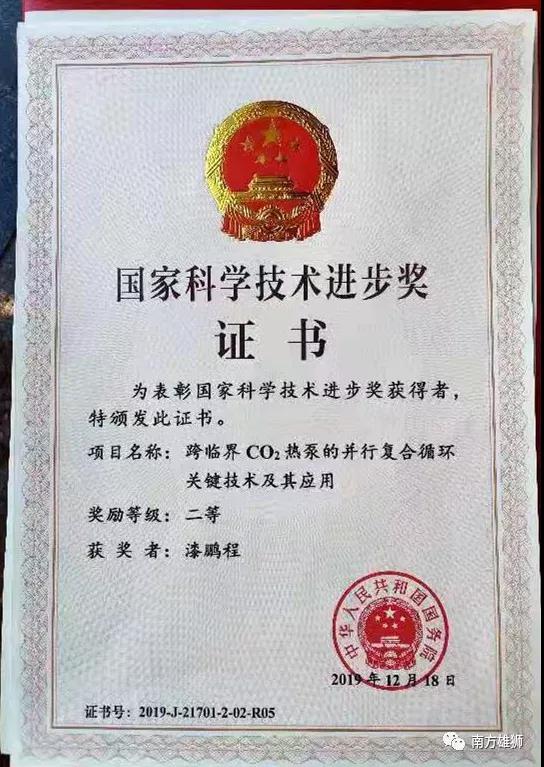 国家科学技术进步奖
证书
为表彰国家科学技术进步奖获得者，
特颁发此证书。
项目名称：跨临界CO₂热泵的并行复合循环
关键技术及其应用
奖励等级：二等
获奖者：漆鹏程
中华人民共和国国务院
2019年12月18日
证书号：2019-J-21701-2-02-R05
南方雄狮